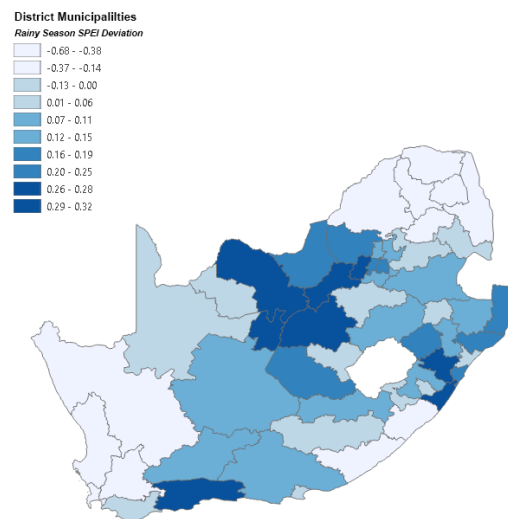 District Municipalilties
Rainy Season SPEI Deviation
-0.68 - -0.38
-0.37 - -0.14
-0.13 - 0.00
0.01 - 0.06
0.07 - 0.11
0.12 - 0.15
0.16 - 0.19
0.20 - 0.25
0.26 - 0.28
0.29 - 0.32